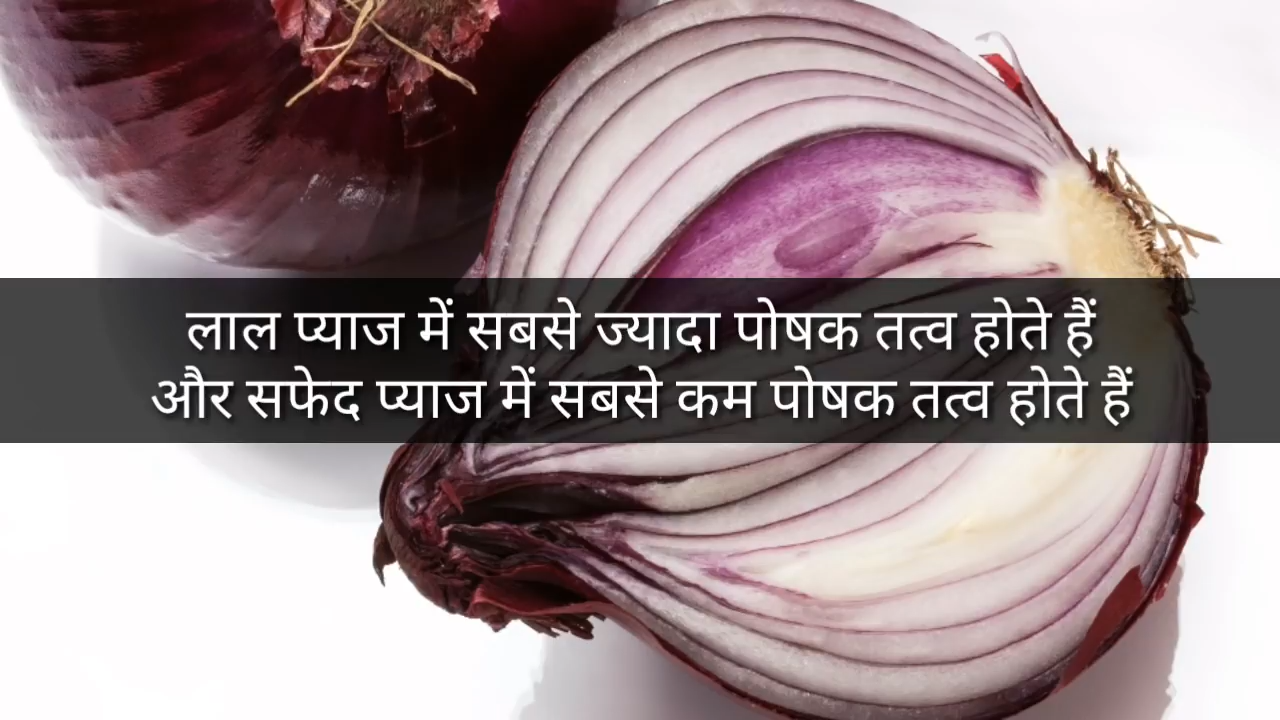 लाल प्याज में सबसे ज्यादा पोषक तत्व होते हैं
और सफेद प्याज में सबसे कम पोषक तत्व होते हैं